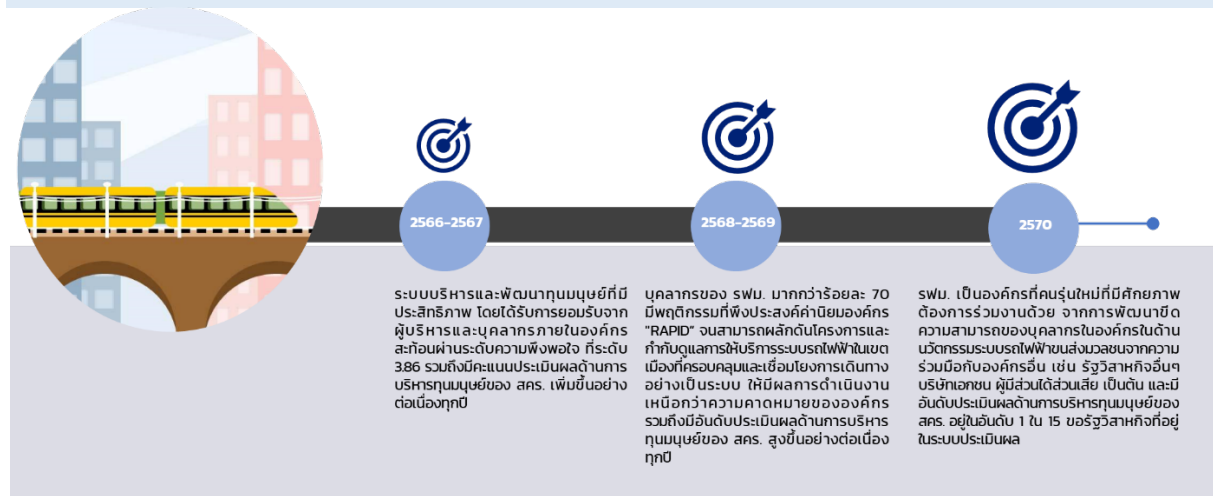 2566-2567
2568-2569
2570
ระบบบริหารและพัฒนาทุนมนุษย์ที่มี
ประสิทธิภาพ โดยได้รับการยอมรับจาก
ผู้บริหารและบุคลากรภายในองค์กร
สะท้อนผ่านระดับความพึงพอใจ ที่ระดับ
3.86 รวมถึงมีคะแนนประเมินผลด้านการ
บริหารทุนมนุษย์ของ สคร. เพิ่มขึ้นอย่าง
ต่อเนื่องทุกปี
บุคลากรของ รฟม. มากกว่าร้อยละ 70
มีพฤติกรรมที่พึงประสงค์ค่านิยมองค์กร
"RAPID" จนสามารถผลักดันโครงการและ
กำกับดูแลการให้บริการระบบรถไฟฟ้าในเขต
เมืองที่ครอบคลุมและเชื่อมโยงการเดินทาง
อย่างเป็นระบบ ให้มีผลการดำเนินงาน
เหนือกว่าความคาดหมายขององค์กร
รวมถึงมีอันดับประเมินผลด้านการบริหาร
ทุนมนุษย์ของ สคร. สูงขึ้นอย่างต่อเนื่อง
ทุกปี
รฟม. เป็นองค์กรที่คนรุ่นใหม่ที่มีศักยภาพ
ต้องการร่วมงานด้วย จากการพัฒนาขีด
ความสามารถของบุคลากรในองค์กรในด้าน
นวัตกรรมระบบรถไฟฟ้าขนส่งมวลชนจากความ
ร่วมมือกับองค์กรอื่น เช่น รัฐวิสาหกิจอื่นๆ
บริษัทเอกชน ผู้มีส่วนได้ส่วนเสีย เป็นต้น และมี
อันดับประเมินผลด้านการบริหารทุนมนุษย์ของ
สคร. อยู่ในอันดับ 1 ใน 15 ขอรัฐวิสาหกิจที่อยู่
ในระบบประเมินผล